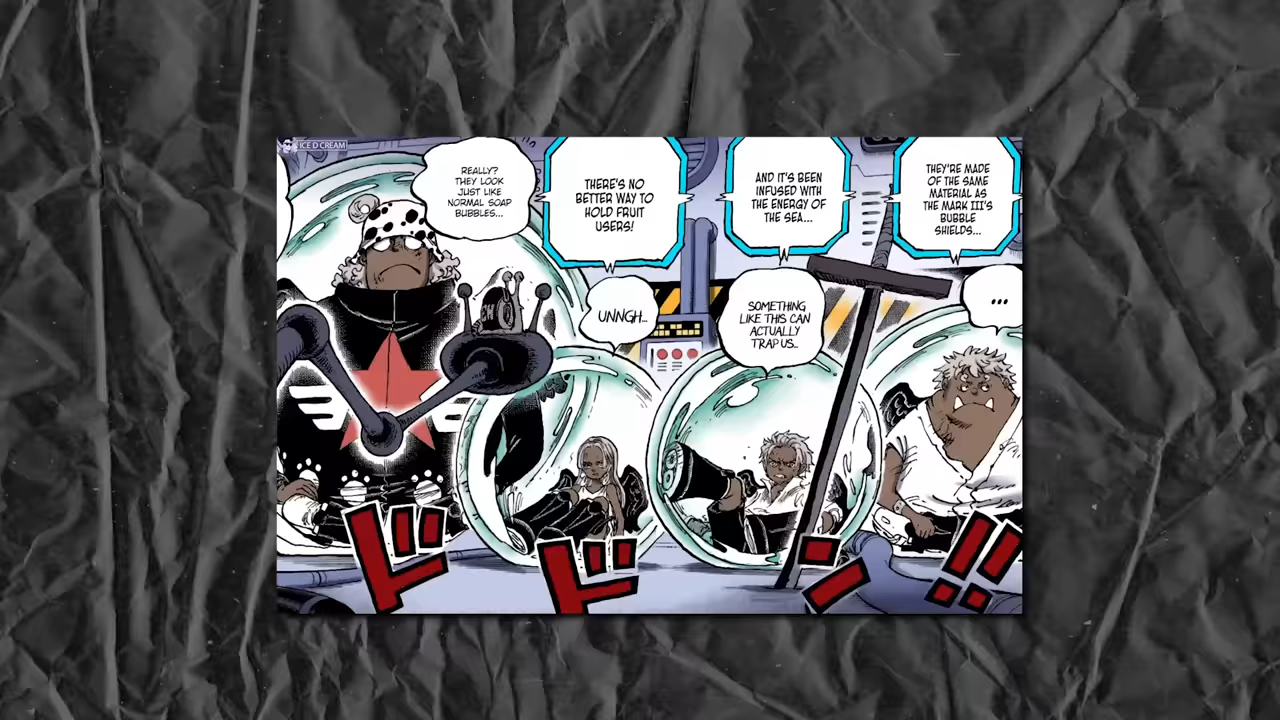 ICE D CREAM
THEY'RE MADE
OF THE SAME
MATERIAL AS
THE MARK III'S
BUBBLE
SHIELDS...
AND IT'S BEEN
INFUSED WITH
THE ENERGY OF
THE SEA...
THERE'S NO
BETTER WAY TO
HOLD FRUIT
USERS!
REALLY?
THEY LOOK
JUST LIKE
NORMAL SOAP
BUBBLES...
...
SOMETHING
LIKE THIS CAN
ACTUALLY
TRAP US..
UNNGH..
ドドン!!